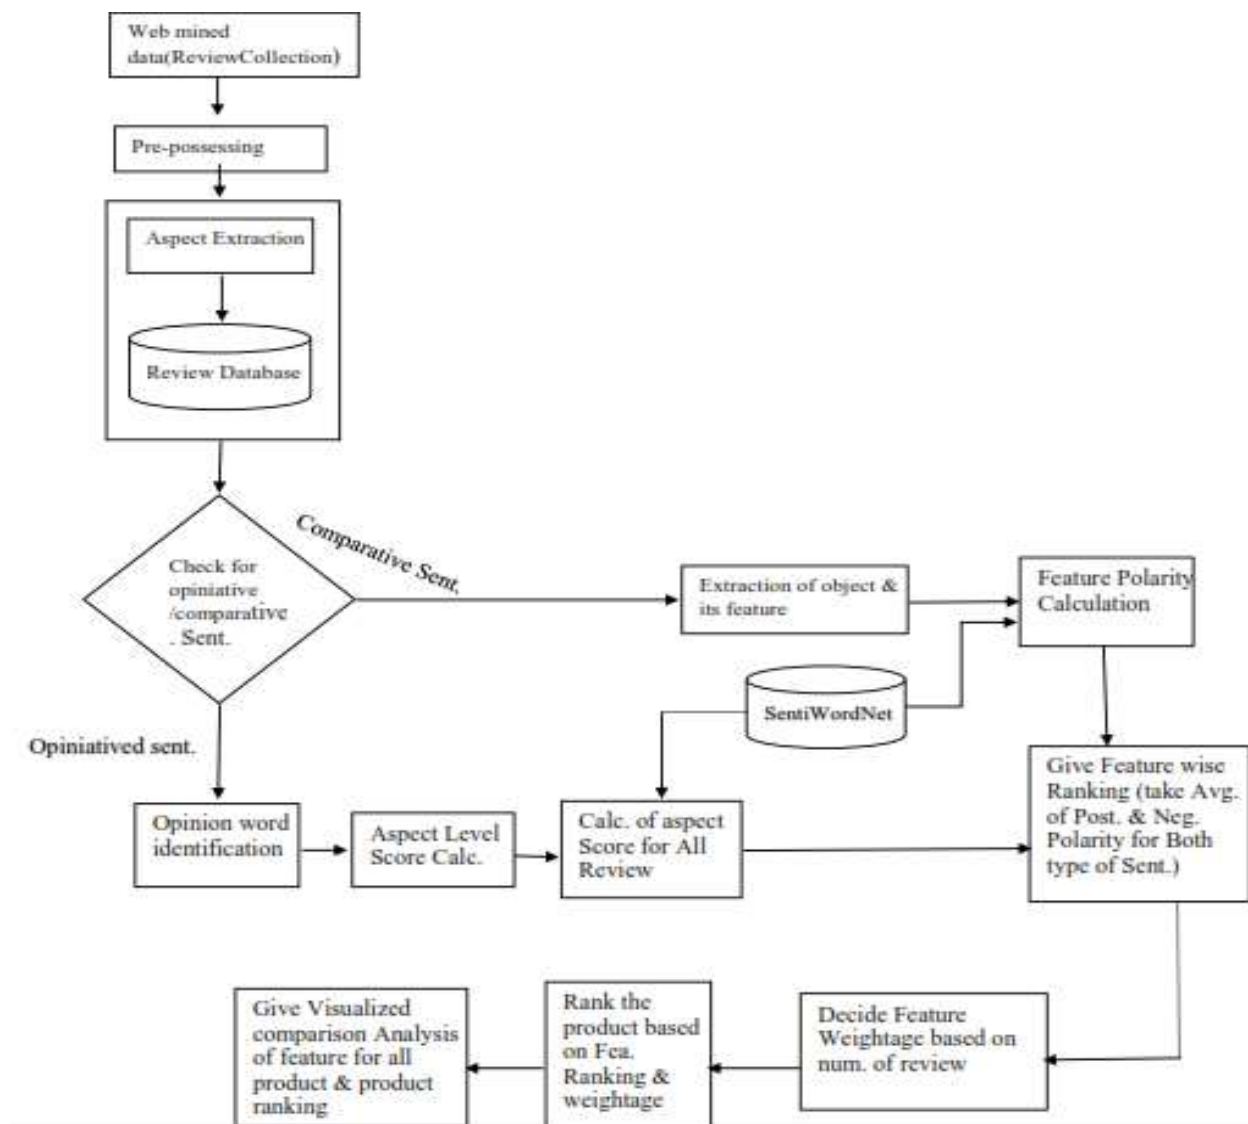 Web mined
data(ReviewCollection)
Pre-possessing
Aspect Extraction
Review Database
Check for
opiniative
/comparative
. Sent.
Comparative Sent.
Extraction of object &
its feature
Feature Polarity
Calculation
SentiWordNet
Opiniatived sent.
Opinion word
identification
Aspect Level
Score Calc.
Calc. of aspect
Score for All
Review
Give Feature wise
Ranking (take Avg.
of Post. & Neg.
Polarity for Both
type of Sent.)
Decide Feature
Weightage based on
num. of review
Rank the
product based
on Fea.
Ranking &
weightage
Give Visualized
comparison Analysis
of feature for all
product & product
ranking